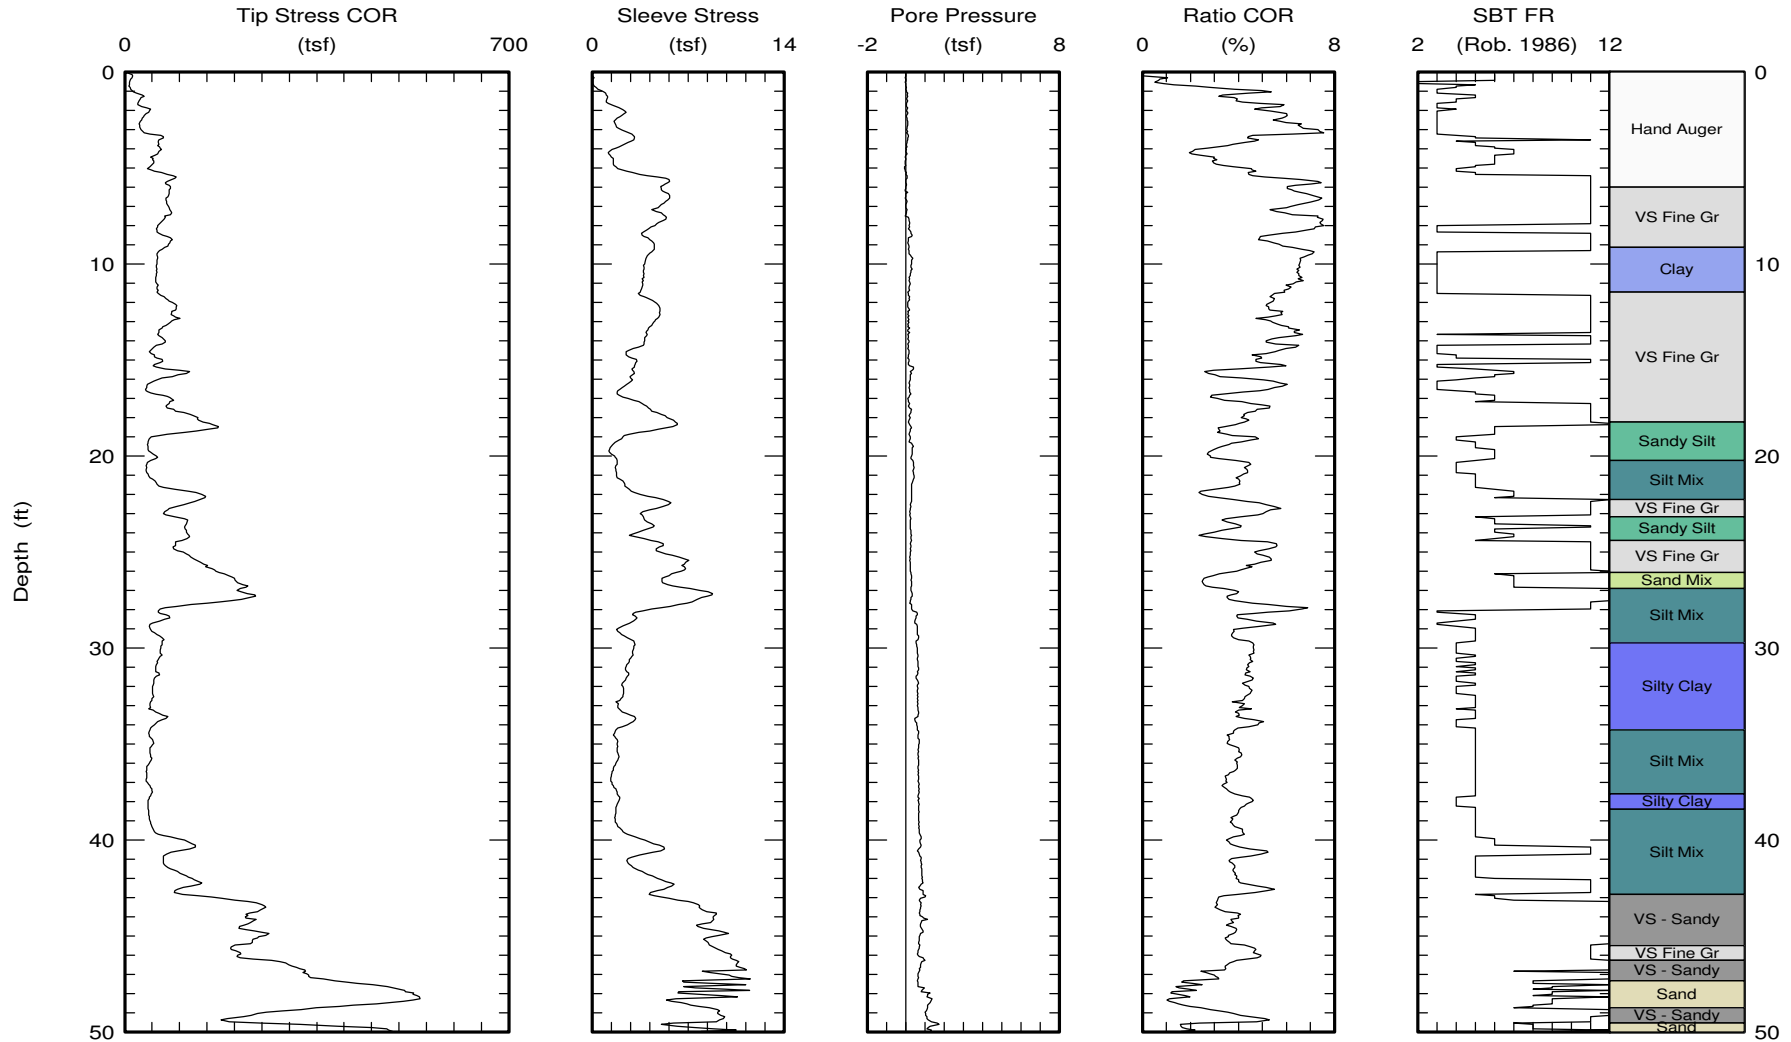 Tip Stress COR Sleeve Stress Pore Pressure Ratio COR SBT FR
0 (tsf) 700 0 (tsf) 14 -2 (tsf) 8 0 (%) 8 2 (Rob. 1986) 12
0 0
Hand Auger
VS Fine Gr
10 Clay 10
VS Fine Gr
Sandy Silt
20 20
Silt Mix
VS Fine Gr
Sandy Silt
VS Fine Gr
Depth (ft)
Sand Mix
Silt Mix
30 30
Silty Clay
Silt Mix
Silty Clay
40 40
Silt Mix
VS - Sandy
VS Fine Gr
VS - Sandy
Sand
VS - Sandy
Sand
50 50